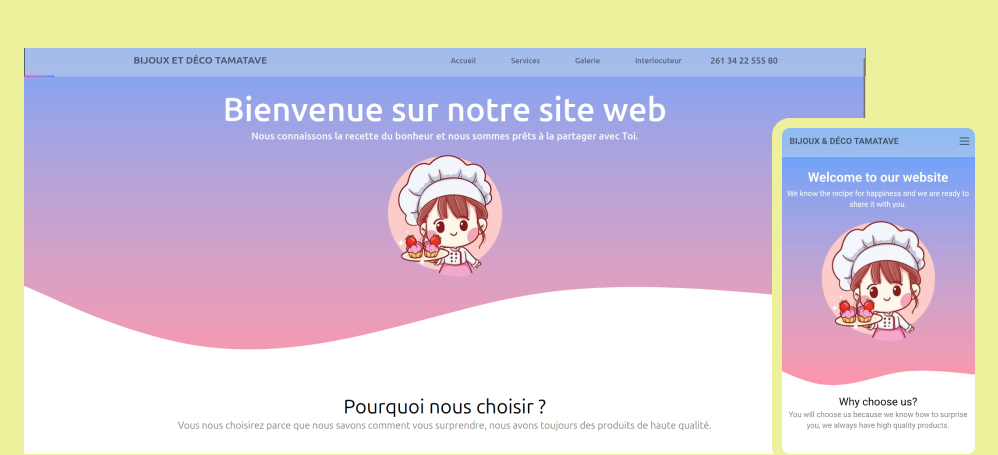 BIJOUX ET DÉCO TAMATAVE
Accueil
Services
Galerie
Interlocuteur
261 34 22 555 80
Bienvenue sur notre site web
Nous connaissons la recette du bonheur et nous sommes prêts à la partager avec Toi.
Pourquoi nous choisir ?
Vous nous choisirez parce que nous savons comment vous surprendre, nous avons toujours des produits de haute qualité.
BIJOUX & DÉCO TAMATAVE
Welcome to our website
We know the recipe for happiness and we are ready to
share it with you.
Why choose us?
You will choose us because we know how to surprise
you, we always have high quality products.